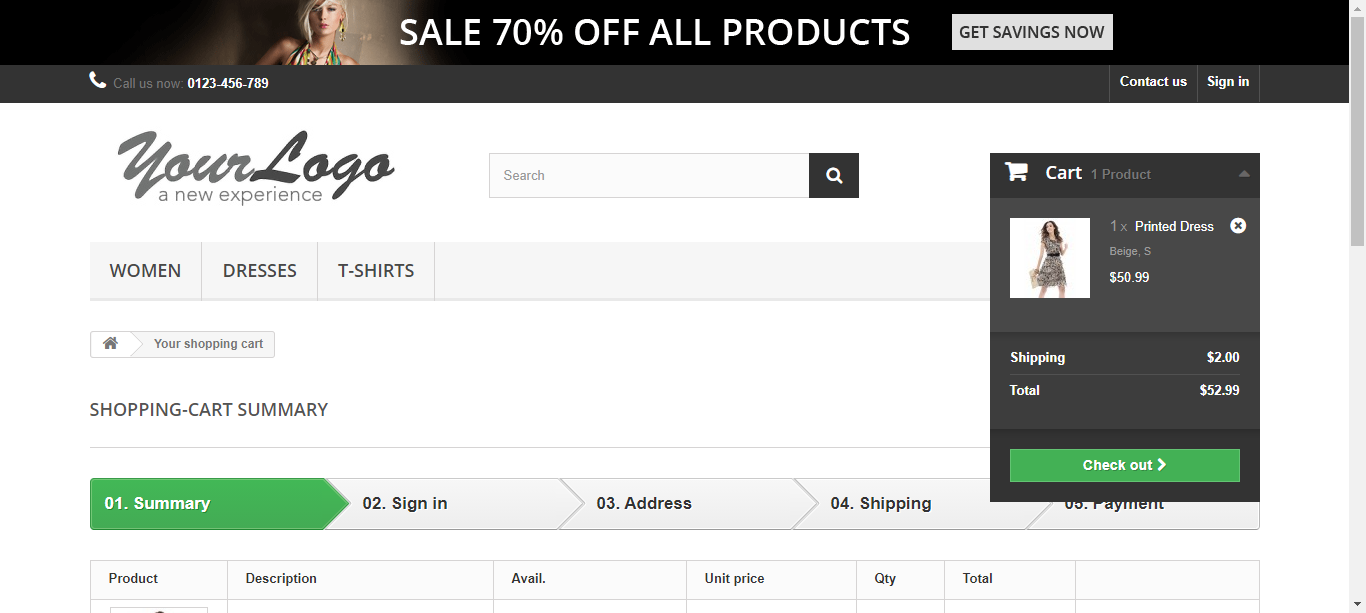 SALE 70% OFF ALL PRODUCTS
GET SAVINGS NOW
Call us now: 0123-456-789
Contact us
Sign in
YourLogo
a new experience
Search
Cart 1 Product
1 x Printed Dress
Beige, S
$50.99
WOMEN
DRESSES
T-SHIRTS
Your shopping cart
Shipping $2.00
Total $52.99
Check out
SHOPPING-CART SUMMARY
01. Summary
02. Sign in
03. Address
04. Shipping
05. Payment
Product
Description
Avail.
Unit price
Qty
Total